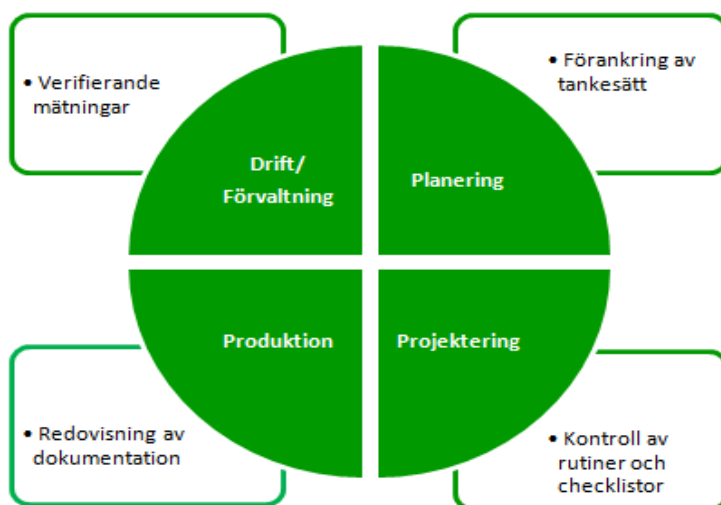 • Verifierande
mätningar
• Förankring av
tankesätt
Drift/
Förvaltning
Planering
Produktion
Projektering
• Redovisning av
dokumentation
• Kontroll av
rutiner och
checklistor